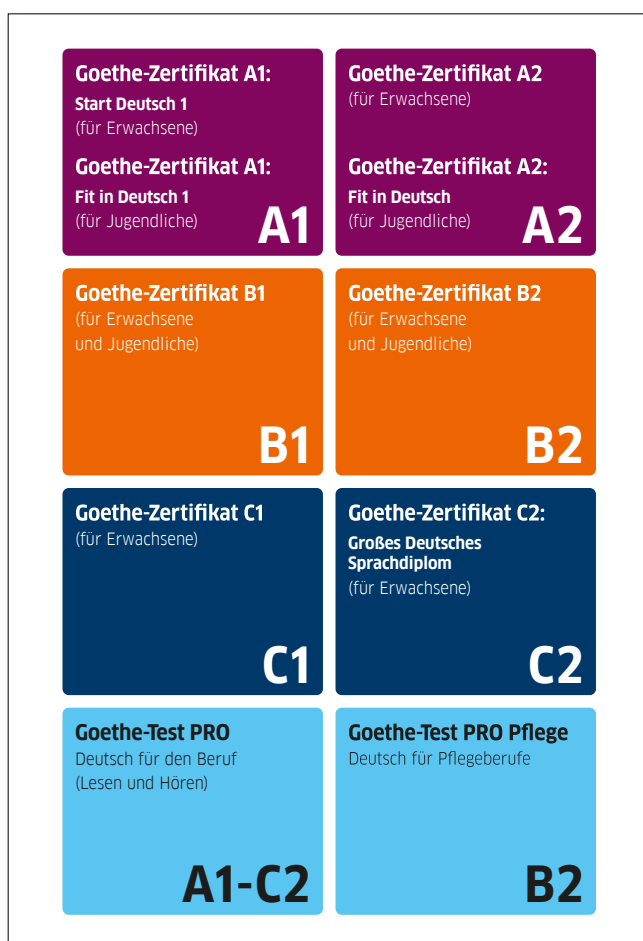 Goethe-Zertifikat A1:
Start Deutsch 1
(für Erwachsene)
Goethe-Zertifikat A1:
Fit in Deutsch 1
(für Jugendliche)
A1
Goethe-Zertifikat A2
(für Erwachsene)
Goethe-Zertifikat A2:
Fit in Deutsch
(für Jugendliche)
A2
Goethe-Zertifikat B1
(für Erwachsene
und Jugendliche)
B1
Goethe-Zertifikat B2
(für Erwachsene
und Jugendliche)
B2
Goethe-Zertifikat C1
(für Erwachsene)
C1
Goethe-Zertifikat C2:
Großes Deutsches
Sprachdiplom
(für Erwachsene)
C2
Goethe-Test PRO
Deutsch für den Beruf
(Lesen und Hören)
A1-C2
Goethe-Test PRO Pflege
Deutsch für Pflegeberufe
B2